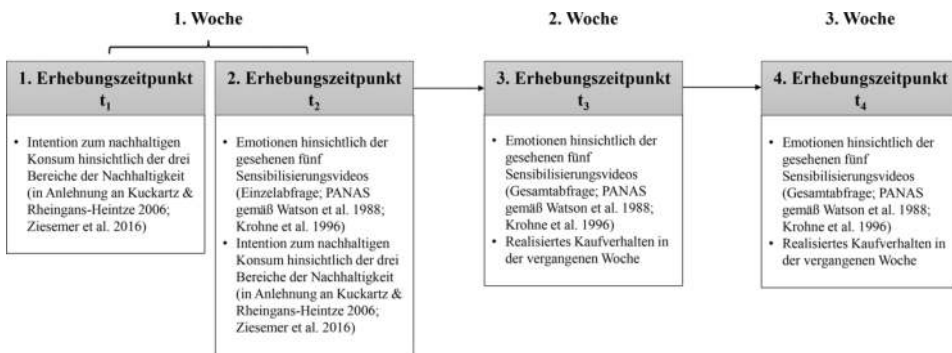 1. Woche
2. Woche
3. Woche
1. Erhebungszeitpunkt
t1
• Intention zum nachhaltigen
Konsum hinsichtlich der drei
Bereiche der Nachhaltigkeit
(in Anlehnung an Kuckartz &
Rheingans-Heintze 2006;
Ziesemer et al. 2016)
2. Erhebungszeitpunkt
t2
• Emotionen hinsichtlich der
gesehenen fünf
Sensibilisierungsvideos
(Einzelabfrage; PANAS
gemäß Watson et al. 1988;
Krohne et al. 1996)
• Intention zum nachhaltigen
Konsum hinsichtlich der drei
Bereiche der Nachhaltigkeit
(in Anlehnung an Kuckartz &
Rheingans-Heintze 2006;
Ziesemer et al. 2016)
3. Erhebungszeitpunkt
t3
• Emotionen hinsichtlich der
gesehenen fünf
Sensibilisierungsvideos
(Gesamtabfrage; PANAS
gemäß Watson et al. 1988;
Krohne et al. 1996)
• Realisiertes Kaufverhalten in
der vergangenen Woche
4. Erhebungszeitpunkt
t4
• Emotionen hinsichtlich der
gesehenen fünf
Sensibilisierungsvideos
(Gesamtabfrage; PANAS
gemäß Watson et al. 1988;
Krohne et al. 1996)
• Realisiertes Kaufverhalten in
der vergangenen Woche